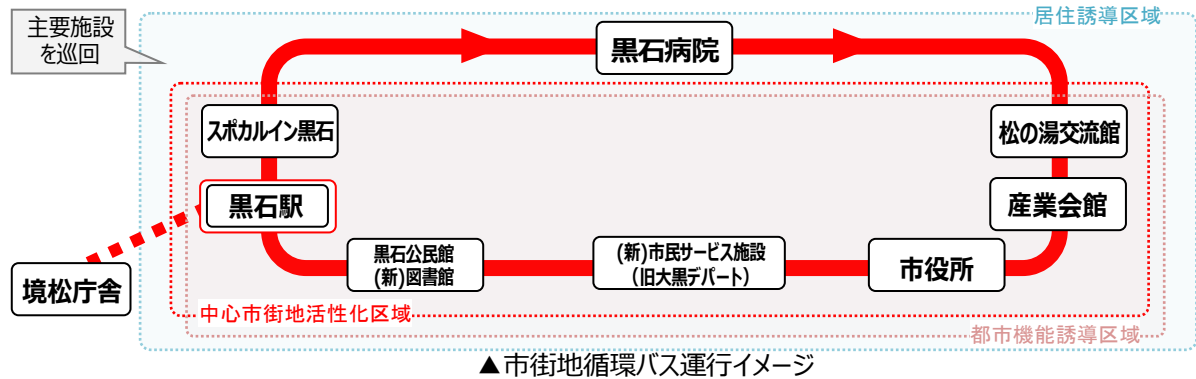 主要施設
を巡回
居住誘導区域
黒石病院
スポカルイン黒石
松の湯交流館
黒石駅
産業会館
黒石公民館
(新)図書館
(新)市民サービス施設
(旧大黒デパート)
市役所
境松庁舎
中心市街地活性化区域
都市機能誘導区域
▲市街地循環バス運行イメージ